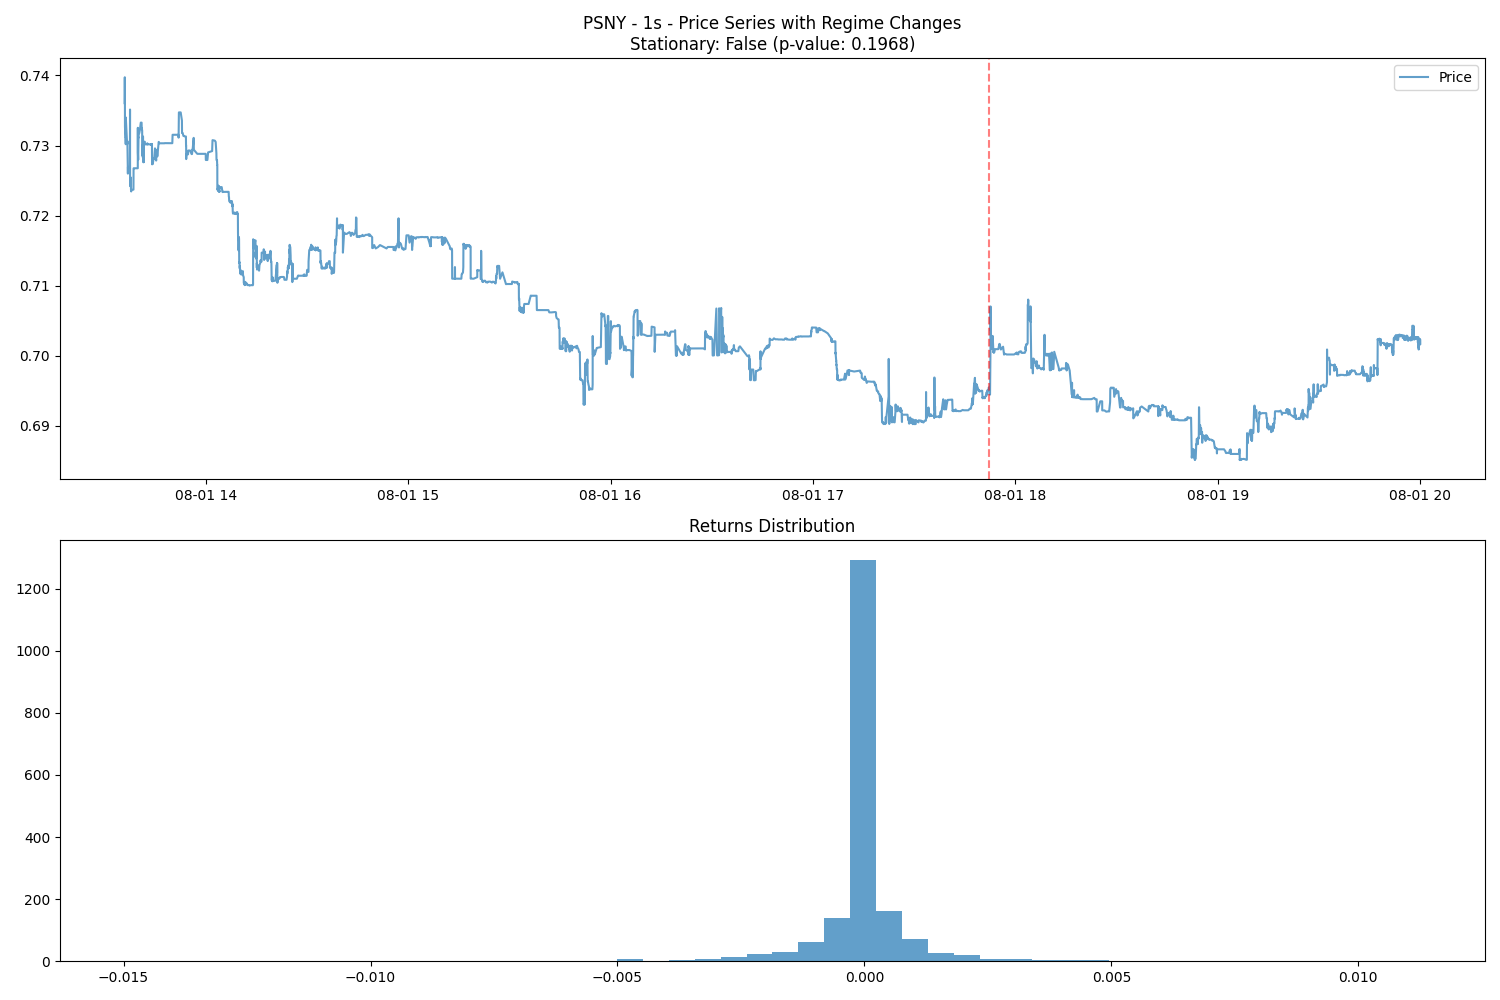 PSNY - 1s - Price Series with Regime Changes
Stationary: False (p-value: 0.1968)
Price
0.74
0.73
0.72
0.71
0.70
0.69
08-01 14 08-01 15 08-01 16 08-01 17 08-01 18 08-01 19 08-01 20
Returns Distribution
1200
1000
800
600
400
200
0
−0.015 −0.010 −0.005 0.000 0.005 0.010